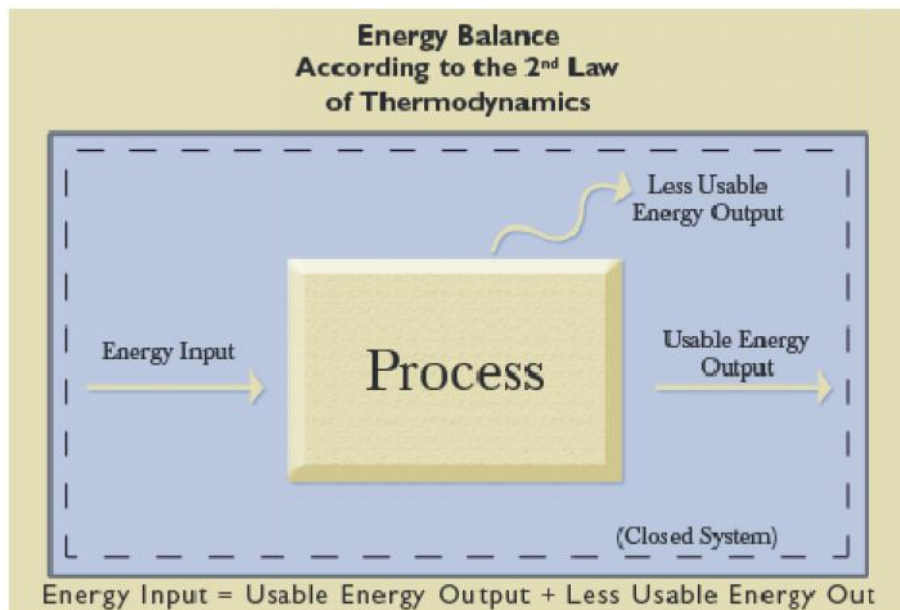 Energy Balance
According to the 2nd Law
of Thermodynamics
Less Usable
Energy Output
Energy Input
Process
Usable Energy
Output
(Closed System)
Energy Input = Usable Energy Output + Less Usable Energy Out